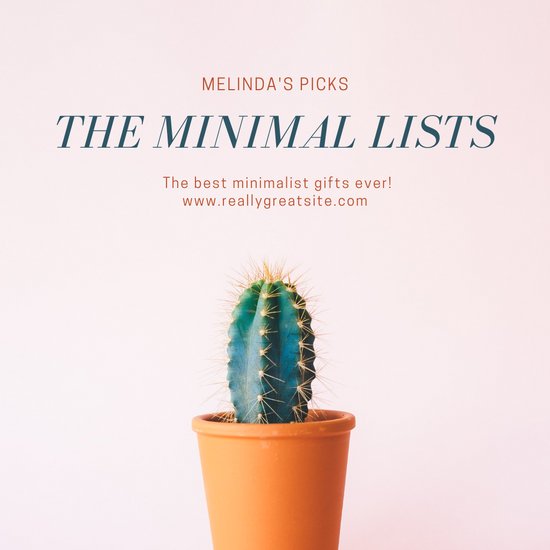 MELINDA'S PICKS
THE MINIMAL LISTS
The best minimalist gifts ever!
www.reallygreatsite.com